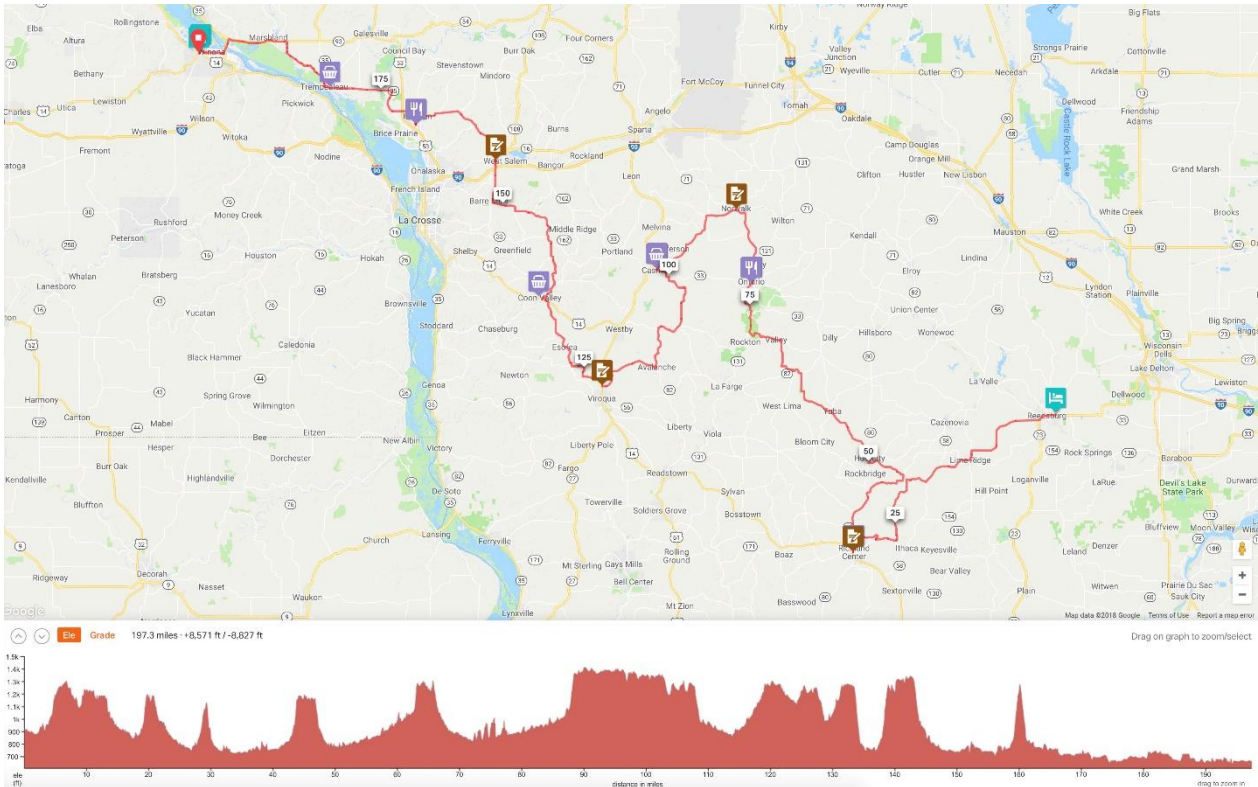 Rollingstone
Marshland
Galesville
Four Corners
Kirby
Valley Junction
Big Flats
Elba
Altura
Council Bay
Burr Oak
Strongs Prairie
Cottonville
Stevenstown
Mindoro
Fort McCoy
Tunnel City
Wyeville
Cutler
Necedah
Arkdale
Bethany
Trempealeau
175
Angelo
Tomah
Oakdale
Dellwood
Friendship
Adams
Utica
Lewiston
Pickwick
Charles
Wilson
Witoka
Wyattville
Brice Prairie
Burns
Sparta
Camp Douglas
Orange Mill
Castle Rock Lake
Fremont
Nodine
Onalaska
West Salem
Bangor
Rockland
Clifton
Hustler
New Lisbon
Grand Marsh
French Island
Leon
Rushford
Money Creek
La Crosse
150
Barre
Middle Ridge
Melvina
Norwalk
Wilton
White Creek
Brooks
Peterson
Houston
Hokah
Shelby
Greenfield
Portland
Kendall
Mauston
Whalan
Lanesboro
Bratsberg
100
Elroy
Lindina
Lyndon Station
Plainville
Yucatan
Brownsville
Coon Valley
Ontario
75
Union Center
Big Spring
Stoddard
Chaseburg
Westby
Rockton
Valley
Dilly
Hillsboro
Wonewoc
Wisconsin Dells
Black Hammer
Caledonia
Esofea
125
Avalanche
La Farge
La Valle
Lake Delton
Lewiston
Dellwood
Harmony
Canton
Mabel
Spring Grove
Wilmington
Genoa
Newton
Viroqua
West Lima
Yuba
Cazenovia
Reedsburg
Prosper
Hesper
Bee
Eitzen
New Albin
Victory
Liberty Pole
Liberty
Viola
Bloom City
Rock Springs
Baraboo
Burr Oak
Dorchester
Fargo
Readstown
50
Rockbridge
Lime Ridge
Loganville
LaRue
Devil's Lake State Park
Kendallville
Highlandville
De Soto
Towerville
Sylvan
Hill Point
Bluffton
Soldiers Grove
Bosstown
25
Bluffview
Moon Valley
Church
Lansing
Ferryville
Rolling Ground
Boaz
Richland Center
Ithaca
Keyesville
Leland
Denzer
Ridgeway
Decorah
Nasset
Mt Sterling
Gays Mills
Bell Center
Bear Valley
Waukon
Lynxville
Mt Zion
Basswood
Sextonville
Plain
Witwen
Prairie Du Sac
Sauk City
Google
Map data ©2018 Google
Terms of Use
Report a map error
Ele
Grade
197.3 miles · +8,571 ft / -8,827 ft
Drag on graph to zoom/select
1.5k
1.4k
1.3k
1.2k
1.1k
1k
900
800
700
ele
(ft)
10
20
30
40
50
60
70
80
90
100
110
120
130
140
150
160
170
180
190
distance in miles
drag to zoom in